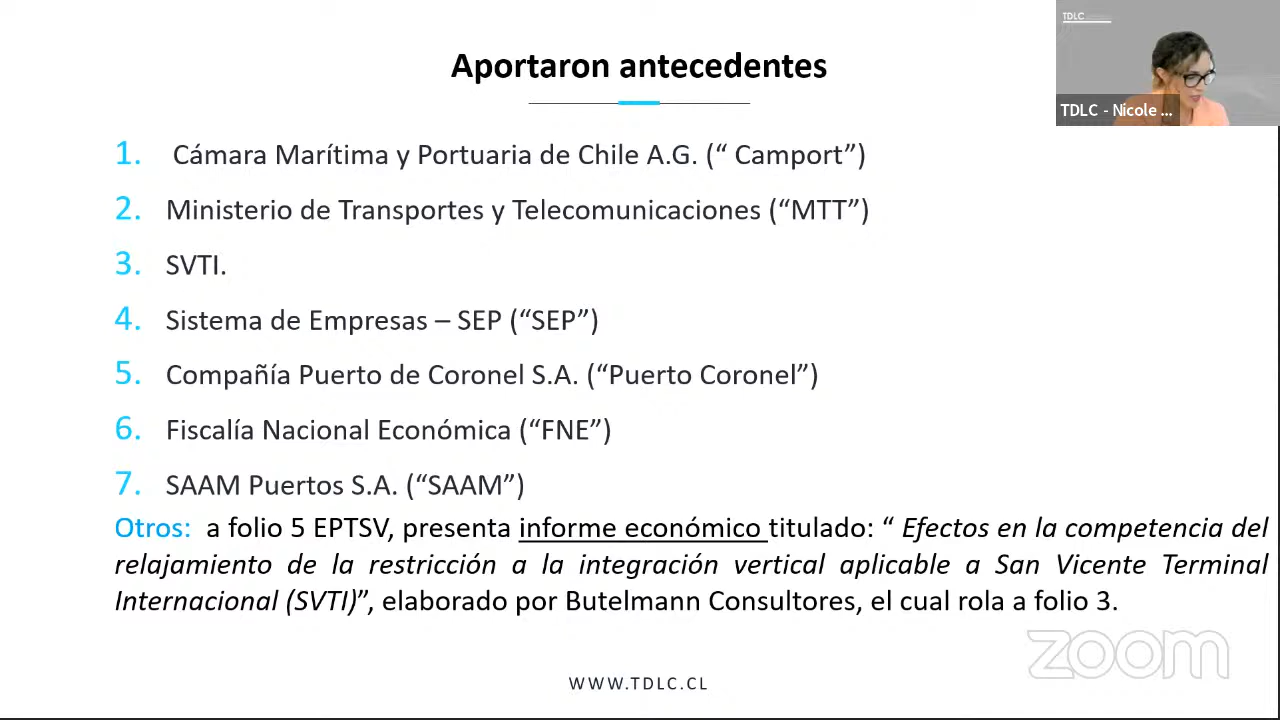 Aportaron antecedentes
TDLC
TDLC - Nicole ...
1. Cámara Marítima y Portuaria de Chile A.G. (“ Camport”)
2. Ministerio de Transportes y Telecomunicaciones (“MTT”)
3. SVTI.
4. Sistema de Empresas – SEP (“SEP”)
5. Compañía Puerto de Coronel S.A. (“Puerto Coronel”)
6. Fiscalía Nacional Económica (“FNE”)
7. SAAM Puertos S.A. (“SAAM”)
Otros: a folio 5 EPTSV, presenta informe económico titulado: “ Efectos en la competencia del
relajamiento de la restricción a la integración vertical aplicable a San Vicente Terminal
Internacional (SVTI)”, elaborado por Butelmann Consultores, el cual rola a folio 3.
zoom
WWW.TDLC.CL